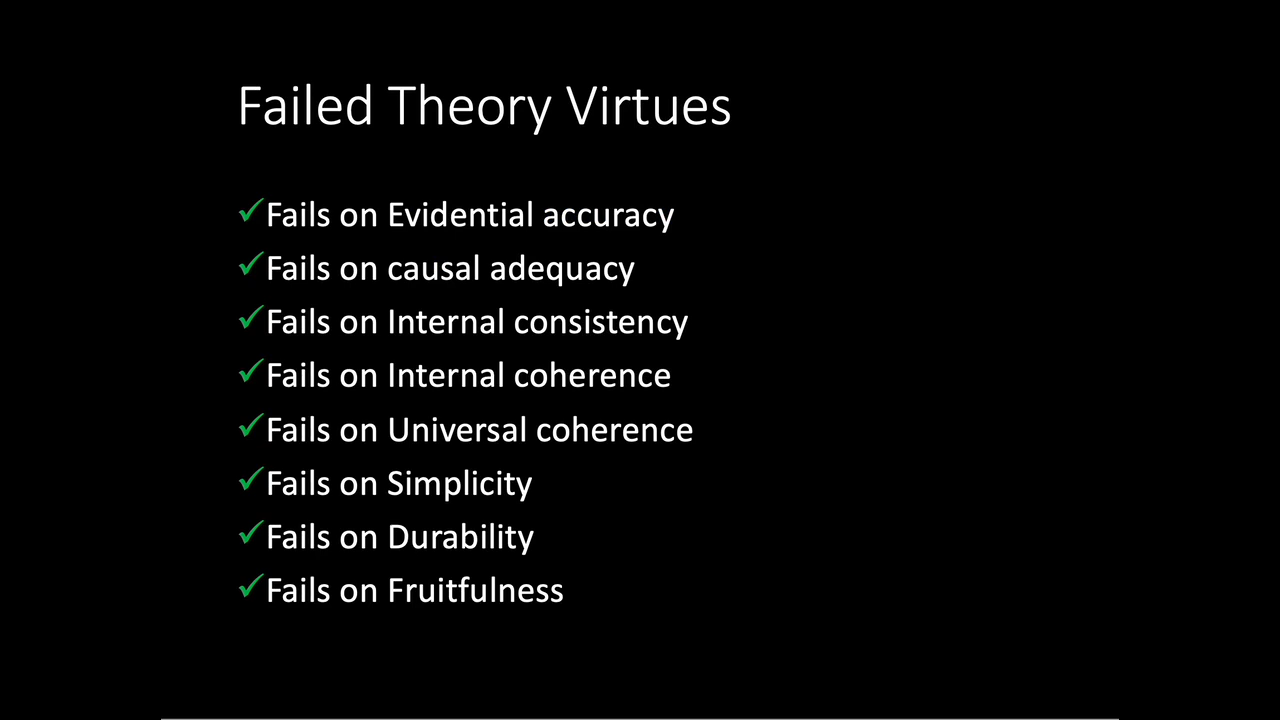 Failed Theory Virtues
✓Fails on Evidential accuracy
✓Fails on causal adequacy
✓Fails on Internal consistency
✓Fails on Internal coherence
✓Fails on Universal coherence
✓Fails on Simplicity
✓Fails on Durability
✓Fails on Fruitfulness